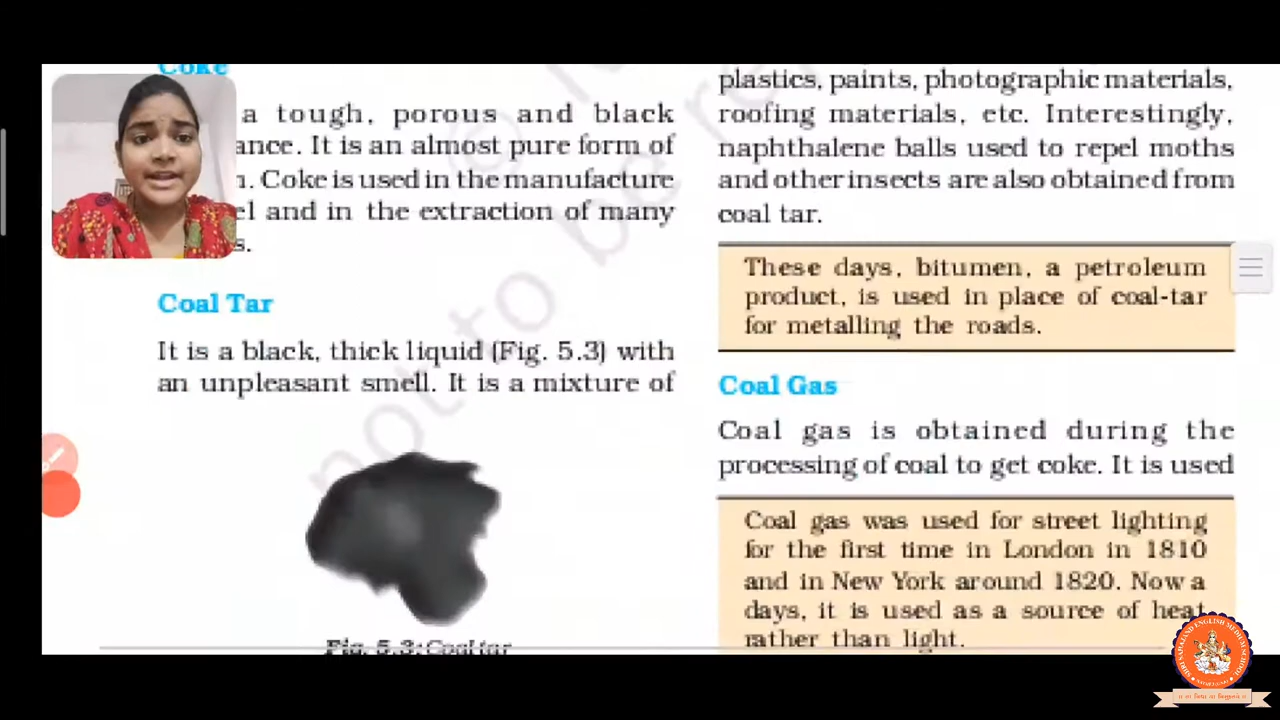 Coke
a tough, porous and black
ance. It is an almost pure form of
. Coke is used in the manufacture
el and in the extraction of many
s.
Coal Tar
It is a black, thick liquid (Fig. 5.3) with
an unpleasant smell. It is a mixture of
Fig. 5.3: Coal tar
plastics, paints, photographic materials,
roofing materials, etc. Interestingly,
naphthalene balls used to repel moths
and other insects are also obtained from
coal tar.
These days, bitumen, a petroleum
product, is used in place of coal-tar
for metalling the roads.
Coal Gas
Coal gas is obtained during the
processing of coal to get coke. It is used
Coal gas was used for street lighting
for the first time in London in 1810
and in New York around 1820. Now a
days, it is used as a source of heat
rather than light.
not to be re